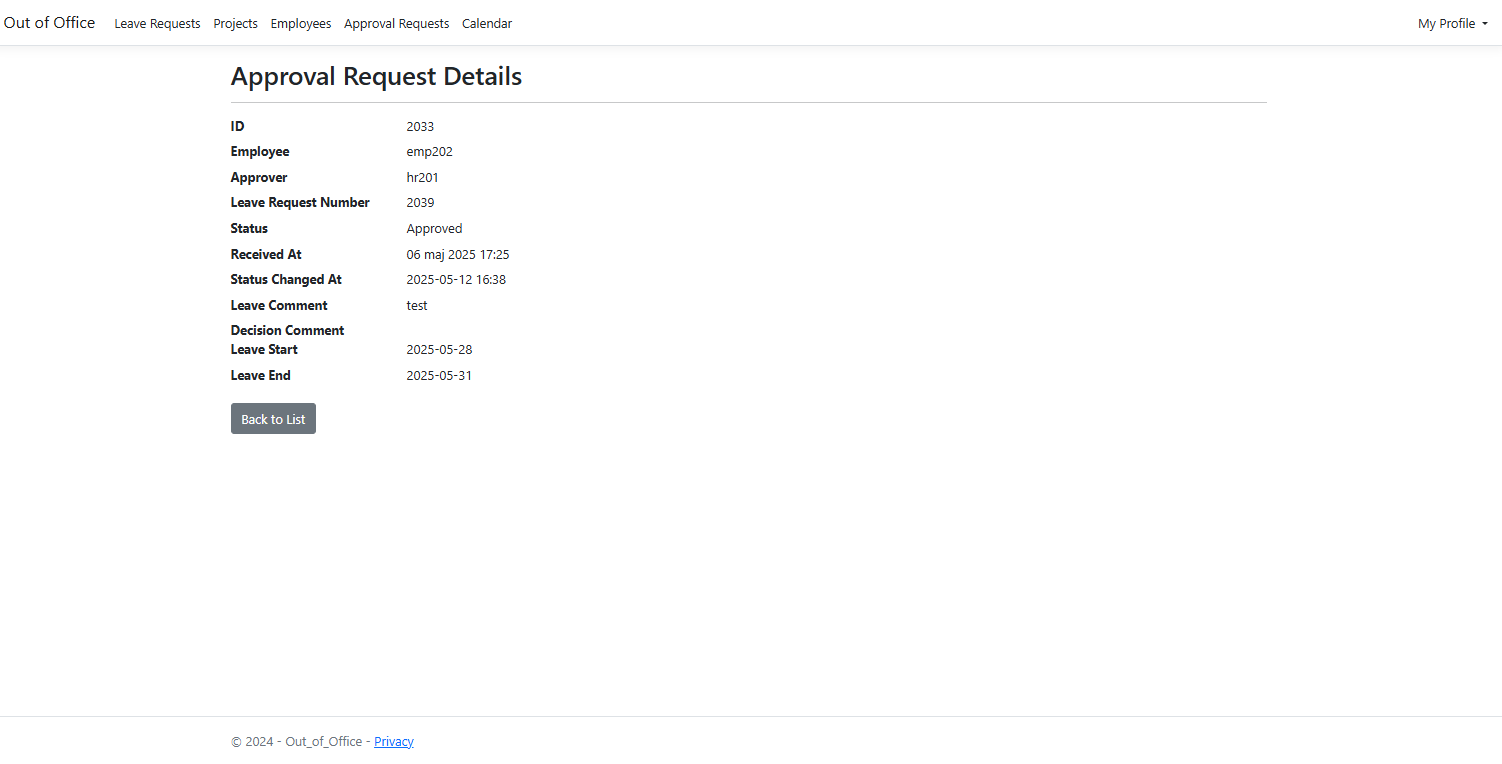 Out of Office Leave Requests Projects Employees Approval Requests Calendar My Profile
Approval Request Details
ID 2033
Employee emp202
Approver hr201
Leave Request Number 2039
Status Approved
Received At 06 maj 2025 17:25
Status Changed At 2025-05-12 16:38
Leave Comment test
Decision Comment
Leave Start 2025-05-28
Leave End 2025-05-31
Back to List
© 2024 - Out_of_Office - Privacy